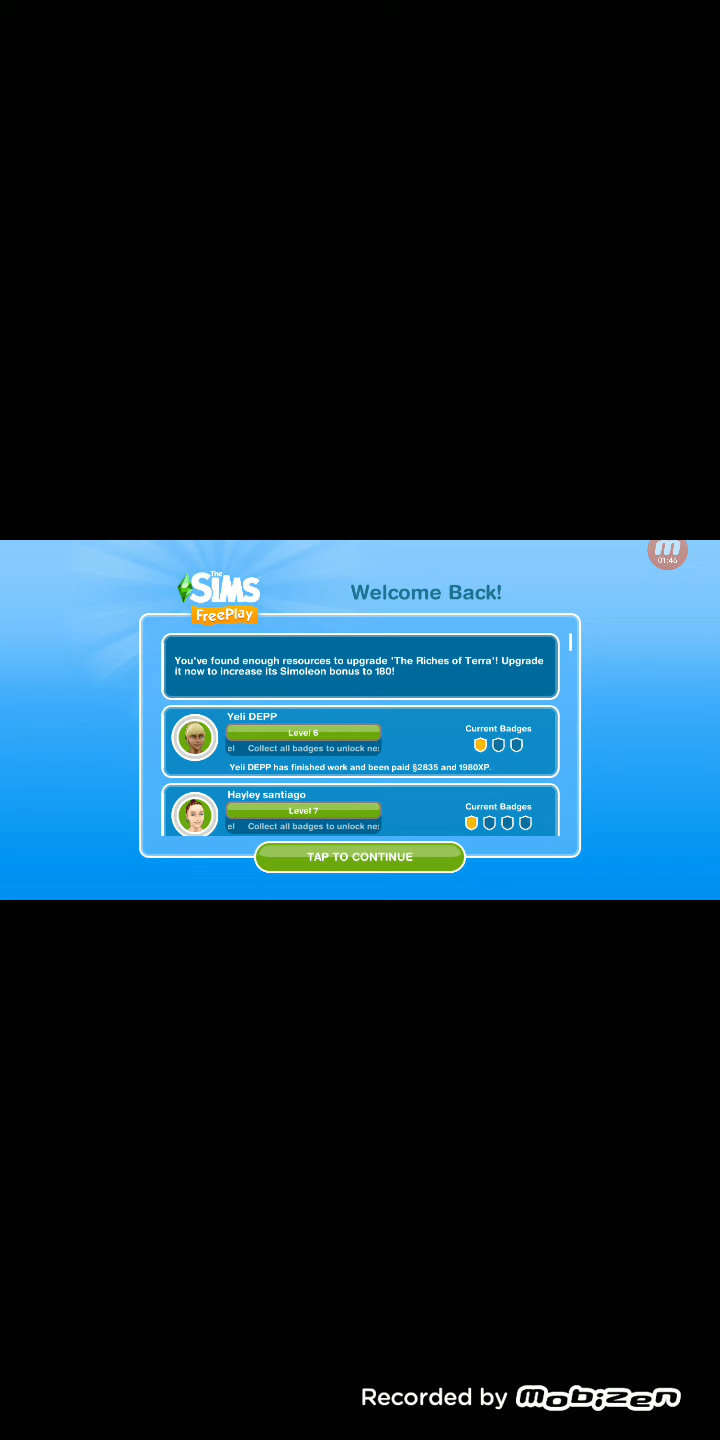 The
SiMS
FreePlay
Welcome Back!
01:46
You've found enough resources to upgrade 'The Riches of Terra'! Upgrade
it now to increase its Simoleon bonus to 180!
Yeli DEPP
Level 6
el Collect all badges to unlock ne
Current Badges
Yeli DEPP has finished work and been paid §2835 and 1980XP.
Hayley santiago
Level 7
el Collect all badges to unlock ne
Current Badges
TAP TO CONTINUE
Recorded by mobizen